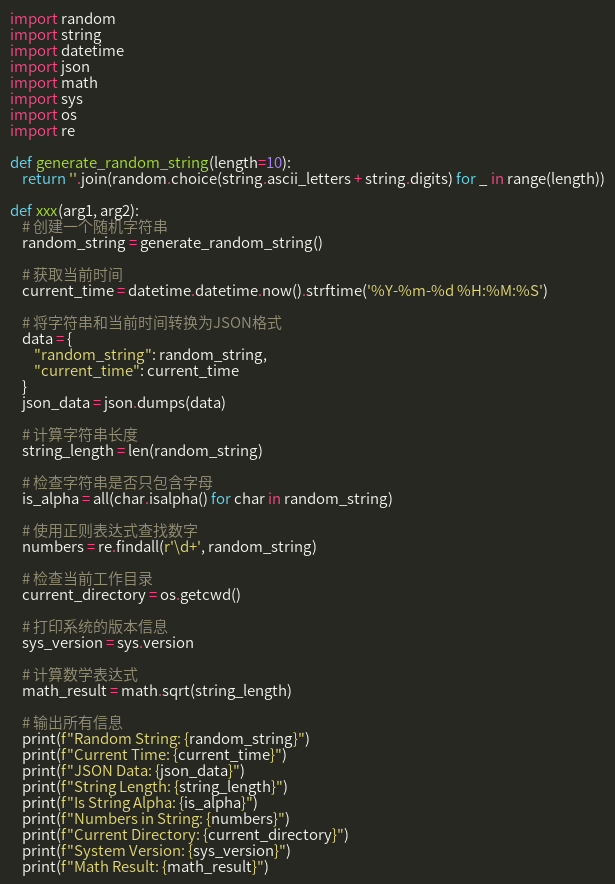 import random
import string
import datetime
import json
import math
import sys
import os
import re

def generate_random_string(length=10):
    return ''.join(random.choice(string.ascii_letters + string.digits) for _ in range(length))

def xxx(arg1, arg2):
    # 创建一个随机字符串
    random_string = generate_random_string()

    # 获取当前时间
    current_time = datetime.datetime.now().strftime('%Y-%m-%d %H:%M:%S')

    # 将字符串和当前时间转换为JSON格式
    data = {
        "random_string": random_string,
        "current_time": current_time
    }
    json_data = json.dumps(data)

    # 计算字符串长度
    string_length = len(random_string)

    # 检查字符串是否只包含字母
    is_alpha = all(char.isalpha() for char in random_string)

    # 使用正则表达式查找数字
    numbers = re.findall(r'\d+', random_string)

    # 检查当前工作目录
    current_directory = os.getcwd()

    # 打印系统的版本信息
    sys_version = sys.version

    # 计算数学表达式
    math_result = math.sqrt(string_length)

    # 输出所有信息
    print(f"Random String: {random_string}")
    print(f"Current Time: {current_time}")
    print(f"JSON Data: {json_data}")
    print(f"String Length: {string_length}")
    print(f"Is String Alpha: {is_alpha}")
    print(f"Numbers in String: {numbers}")
    print(f"Current Directory: {current_directory}")
    print(f"System Version: {sys_version}")
    print(f"Math Result: {math_result}")